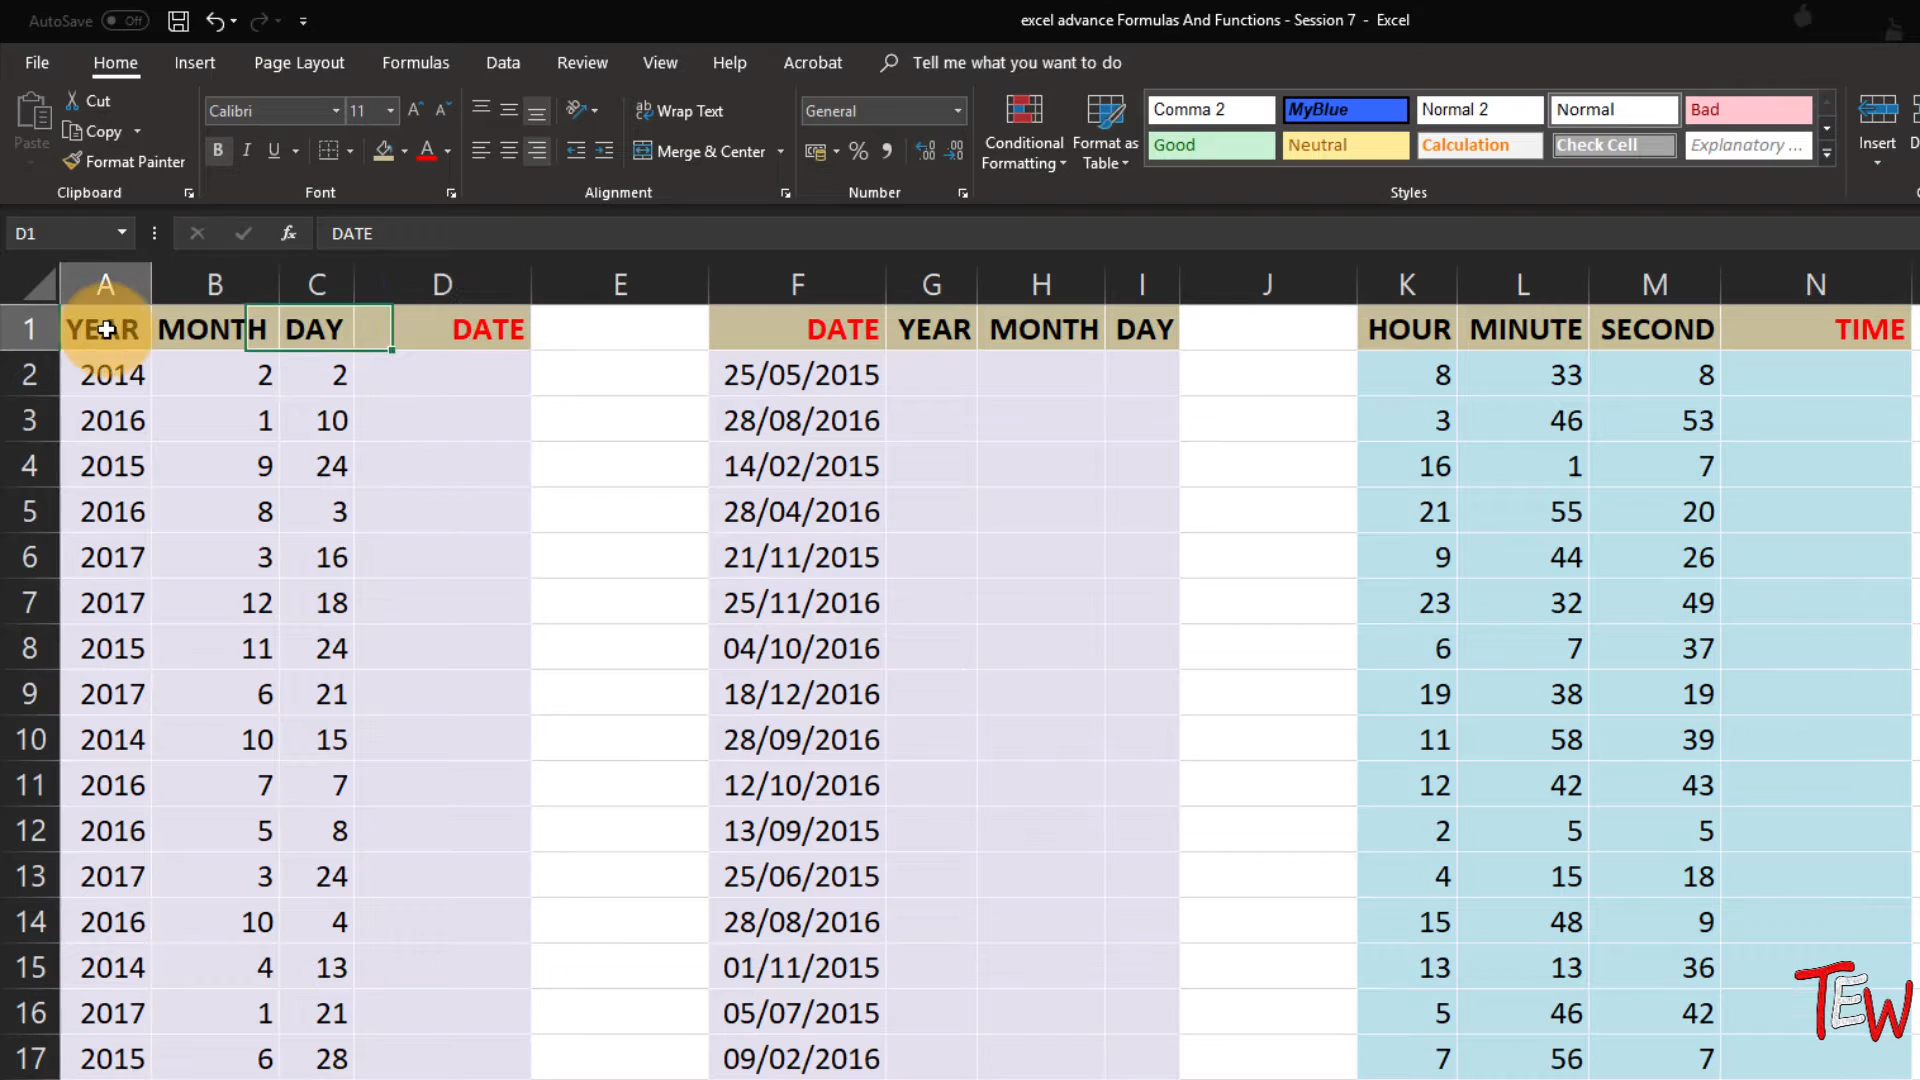 AutoSave Off excel advance Formulas And Functions - Session 7 - Excel
File Home Insert Page Layout Formulas Data Review View Help Acrobat Tell me what you want to do
Paste Cut Copy Format Painter Clipboard
Calibri 11 B I U A Font
Wrap Text Merge & Center Alignment
General % Number
Conditional Formatting Format as Table
Comma 2 MyBlue Normal 2 Normal Bad
Good Neutral Calculation Check Cell Explanatory ...
Styles
Insert
D1 fx DATE
A B C D E F G H I J K L M N
1 YEAR MONTH DAY DATE DATE YEAR MONTH DAY HOUR MINUTE SECOND TIME
2 2014 2 2 25/05/2015 8 33 8
3 2016 1 10 28/08/2016 3 46 53
4 2015 9 24 14/02/2015 16 1 7
5 2016 8 3 28/04/2016 21 55 20
6 2017 3 16 21/11/2015 9 44 26
7 2017 12 18 25/11/2016 23 32 49
8 2015 11 24 04/10/2016 6 7 37
9 2017 6 21 18/12/2016 19 38 19
10 2014 10 15 28/09/2016 11 58 39
11 2016 7 7 12/10/2016 12 42 43
12 2016 5 8 13/09/2015 2 5 5
13 2017 3 24 25/06/2015 4 15 18
14 2016 10 4 28/08/2016 15 48 9
15 2014 4 13 01/11/2015 13 13 36
16 2017 1 21 05/07/2015 5 46 42
17 2015 6 28 09/02/2016 7 56 7
TEW